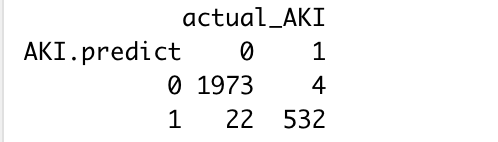 actual_AKI
AKI.predict 0 1
0 1973 4
1 22 532